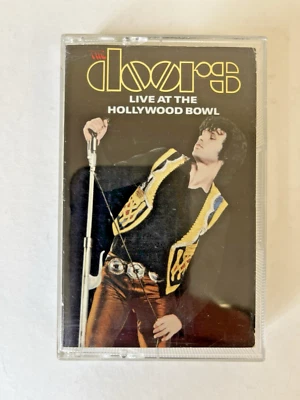 the
doors
LIVE AT THE
HOLLYWOOD BOWL